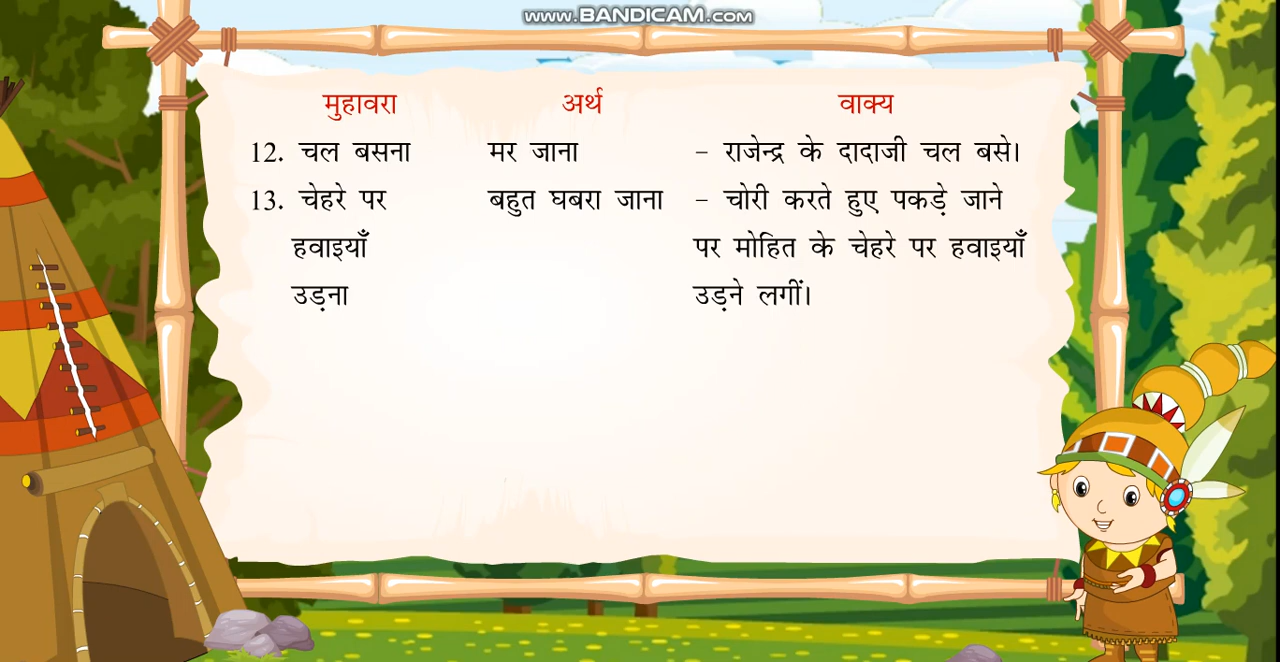 www.BANDICAM.com
मुहावरा अर्थ वाक्य
12. चल बसना मर जाना – राजेन्द्र के दादाजी चल बसे।
13. चेहरे पर बहुत घबरा जाना – चोरी करते हुए पकड़े जाने
हवाइयाँ पर मोहित के चेहरे पर हवाइयाँ
उड़ना उड़ने लगीं।